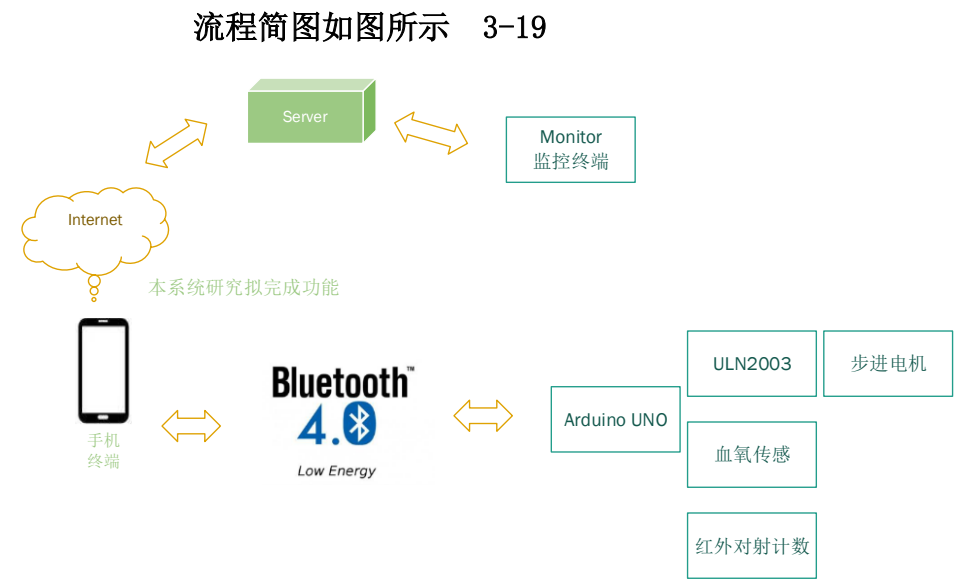 流程简图如图所示 3-19
Server
Monitor
监控终端
Internet
本系统研究拟完成功能
手机
终端
Bluetooth™
4.0
Low Energy
Arduino UNO
ULN2003
步进电机
血氧传感
红外对射计数